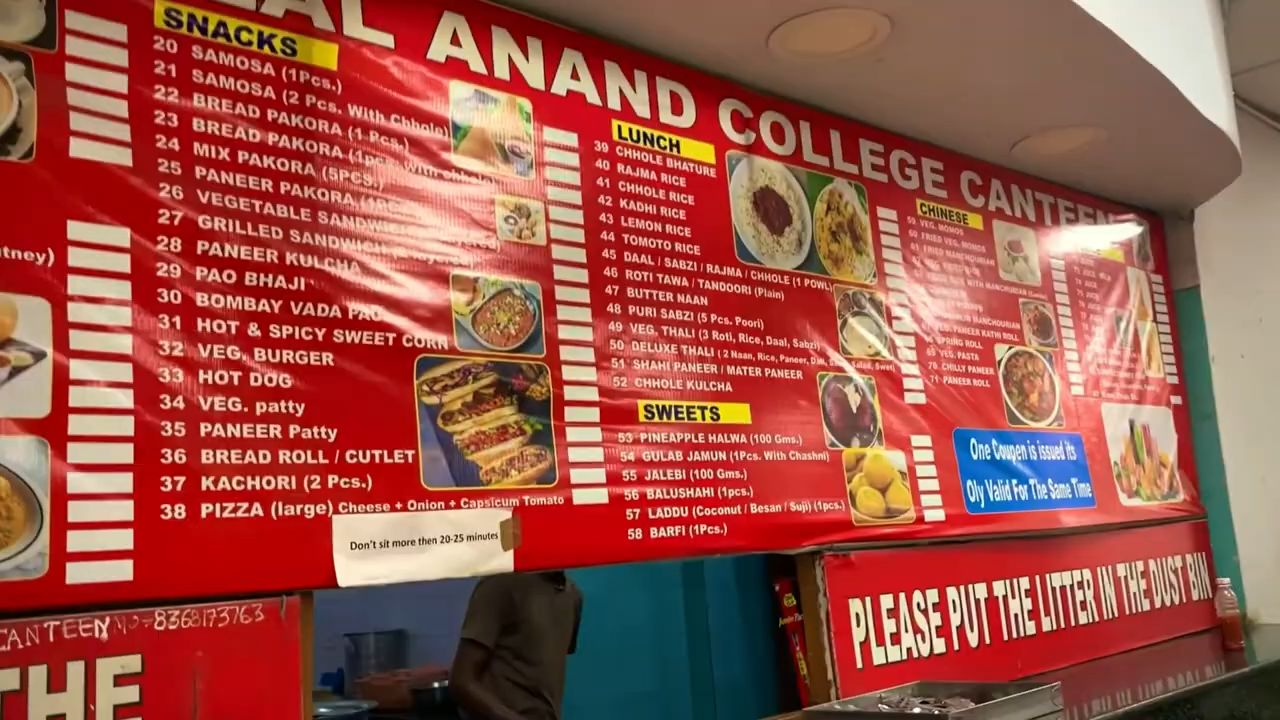 ANAND COLLEGE CANTEEN
SNACKS
20 SAMOSA (1Pcs.)
21 SAMOSA (2 Pcs. With Chhole)
22 BREAD PAKORA (1 Pcs.)
23 BREAD PAKORA (1pc. with chhole)
24 MIX PAKORA (5PCS.)
25 PANEER PAKORA
26 VEGETABLE SANDWICH
27 GRILLED SANDWICH
28 PANEER KULCHA
29 PAO BHAJI
30 BOMBAY VADA PAO
31 HOT & SPICY SWEET CORN
32 VEG. BURGER
33 HOT DOG
34 VEG. patty
35 PANEER Patty
36 BREAD ROLL / CUTLET
37 KACHORI (2 Pcs.)
38 PIZZA (large) Cheese + Onion + Capsicum Tomato
LUNCH
39 CHHOLE BHATURE
40 RAJMA RICE
41 CHHOLE RICE
42 KADHI RICE
43 LEMON RICE
44 TOMOTO RICE
45 DAAL / SABZI / RAJMA / CHHOLE (1 POWL)
46 ROTI TAWA / TANDOORI (Plain)
47 BUTTER NAAN
48 PURI SABZI (5 Pcs. Poori)
49 VEG, THALI (3 Roti, Rice, Daal, Sabzi)
50 DELUXE THALI ( 2 Naan, Rice, Paneer,
51 SHAHI PANEER / MATER PANEER
52 CHHOLE KULCHA
SWEETS
53 PINEAPPLE HALWA (100 Gms.)
54 GULAB JAMUN (1Pcs. With Chashni)
55 JALEBI (100 Gms.)
56 BALUSHAHI (1pcs.)
57 LADDU (Coconut / Besan / Suji) (1pcs.)
58 BARFI (1Pcs.)
CHINESE
59 VEG. MOMOS
60 FRIED VEG. MOMOS
61 FRIED MANCHOURIAN
VEG. PANEER KATHI ROLL
SPRING ROLL
69 VEG. PASTA
70 CHILLY PANEER
71 PANEER ROLL
One Coupen is issued its
Oly Valid For The Same Time
Don't sit more then 20-25 minutes
PLEASE PUT THE LITTER IN THE DUST BIN
CANTEEN 8368173763
THE